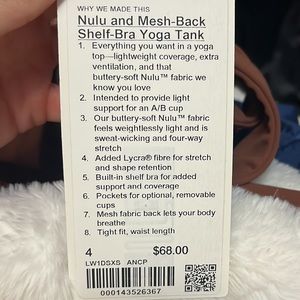 WHY WE MADE THIS
Nulu and Mesh-Back
Shelf-Bra Yoga Tank
1. Everything you want in a yoga
top—lightweight coverage, extra
ventilation, and that
buttery-soft Nulu™ fabric we
know you love
2. Intended to provide light
support for an A/B cup
3. Our buttery-soft Nulu™ fabric
feels weightlessly light and is
sweat-wicking and four-way
stretch
4. Added Lycra® fibre for stretch
and shape retention
5. Built-in shelf bra for added
support and coverage
6. Pockets for optional, removable
cups
7. Mesh fabric back lets your body
breathe
8. Tight fit, waist length
4 $68.00
LW1DSXS ANCP
000143526367